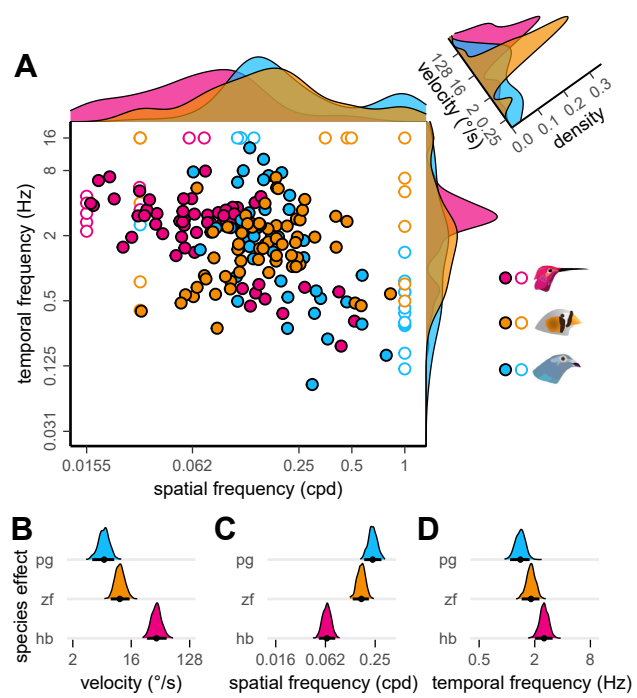 A
128
16
2
0.25
velocity (°/s)
0.0
0.1
0.2
0.3
density
16
8
2
0.5
0.125
0.031
temporal frequency (Hz)
0.0155
0.062
0.25
0.5
1
spatial frequency (cpd)
B
C
D
species effect
pg
zf
hb
pg
zf
hb
pg
zf
hb
2
16
128
0.016
0.062
0.25
0.5
2
8
velocity (°/s)
spatial frequency (cpd)
temporal frequency (Hz)